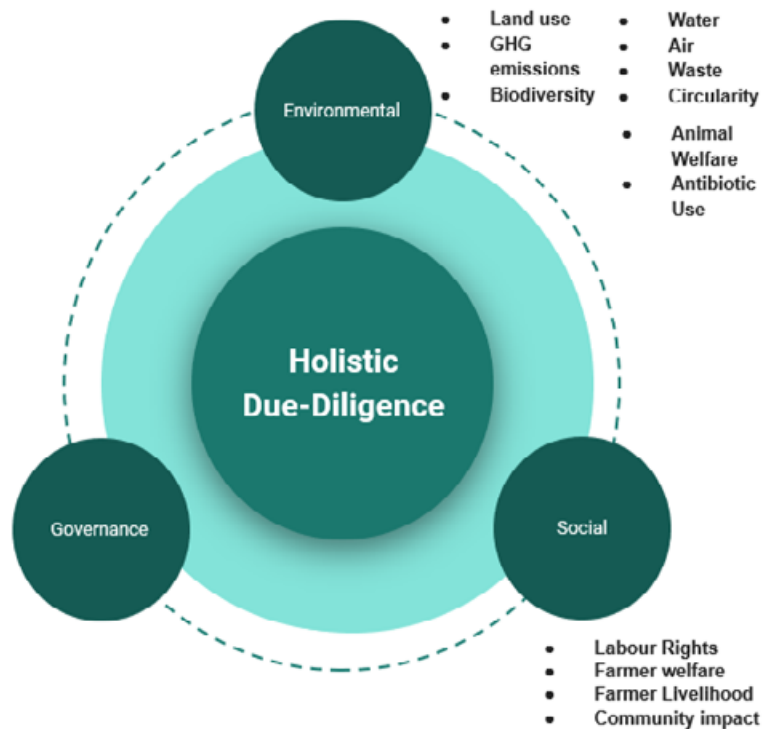 • Land use
• GHG
emissions
• Biodiversity
• Water
• Air
• Waste
• Circularity
• Animal
Welfare
• Antibiotic
Use
Environmental
Holistic
Due-Diligence
Governance
Social
• Labour Rights
• Farmer welfare
• Farmer Livelihood
• Community impact